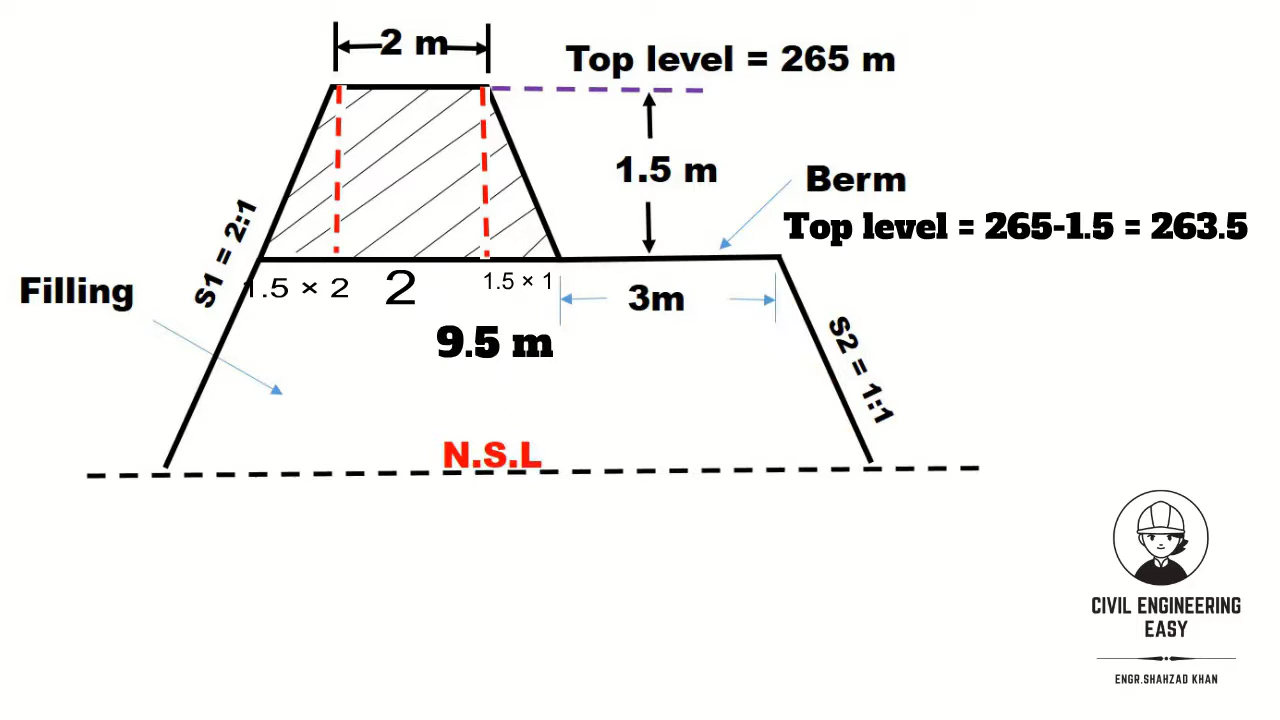 2 m
Top level = 265 m
1.5 m
Berm
Top level = 265-1.5 = 263.5
S1 = 2:1
Filling
1.5 × 2
2
1.5 × 1
3m
9.5 m
S2 = 1:1
N.S.L
CIVIL ENGINEERING
EASY
ENGR.SHAHZAD KHAN